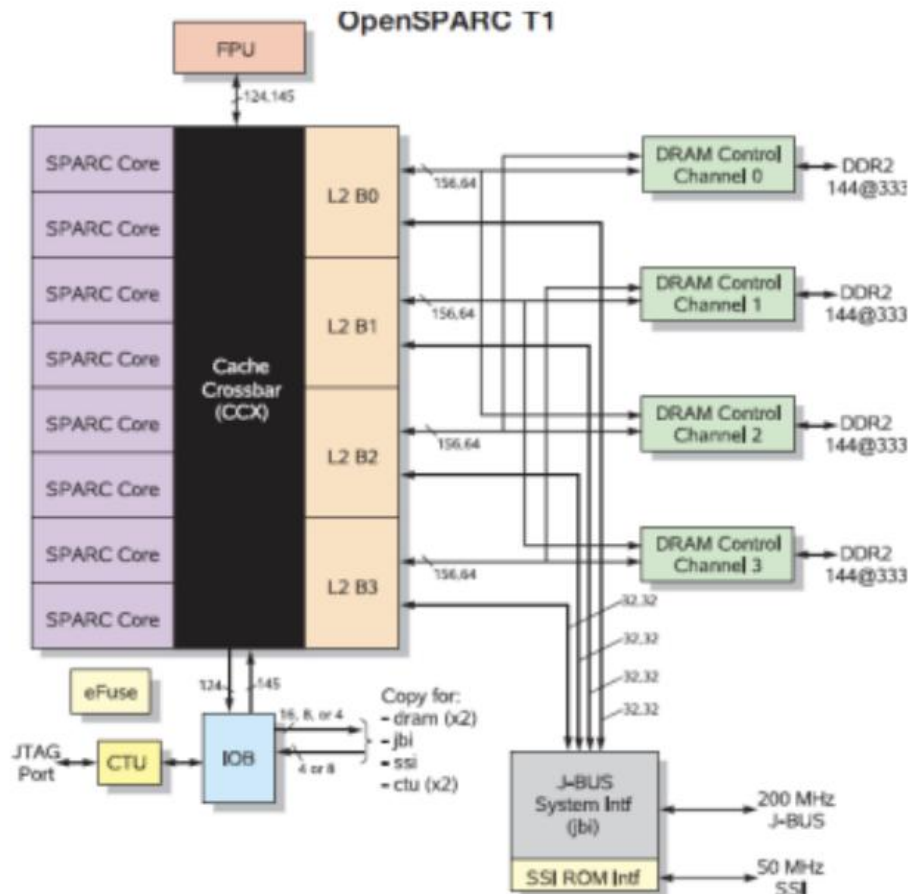 OpenSPARC T1
FPU
124,145
SPARC Core
SPARC Core
SPARC Core
SPARC Core
SPARC Core
SPARC Core
SPARC Core
SPARC Core
Cache
Crossbar
(CCX)
L2 B0
L2 B1
L2 B2
L2 B3
156,64
156,64
156,64
156,64
DRAM Control
Channel 0
DDR2
144@333
DRAM Control
Channel 1
DDR2
144@333
DRAM Control
Channel 2
DDR2
144@333
DRAM Control
Channel 3
DDR2
144@333
32,32
32,32
32,32
32,32
eFuse
124
145
JTAG
Port
CTU
IOB
16, 8, or 4
4 or 8
Copy for:
- dram (x2)
- jbi
- ssi
- ctu (x2)
J-BUS
System Intf
(jbi)
SSI ROM Intf
200 MHz
J-BUS
50 MHz
SSI